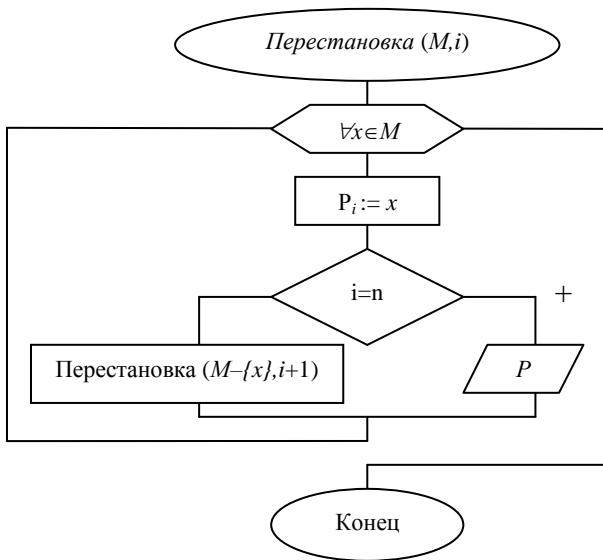 Перестановка (M,i)
∀x∈M
Pi := x
i=n
+
Перестановка (M–{x},i+1)
P
Конец